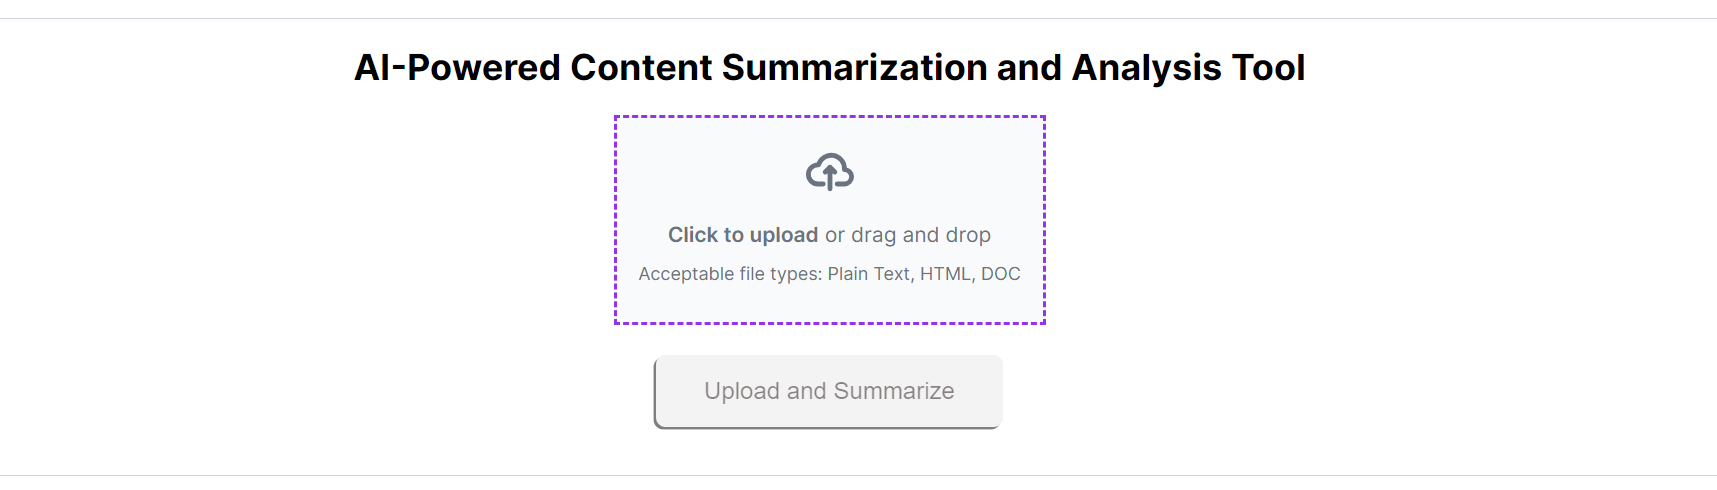 AI-Powered Content Summarization and Analysis Tool
Click to upload or drag and drop
Acceptable file types: Plain Text, HTML, DOC
Upload and Summarize